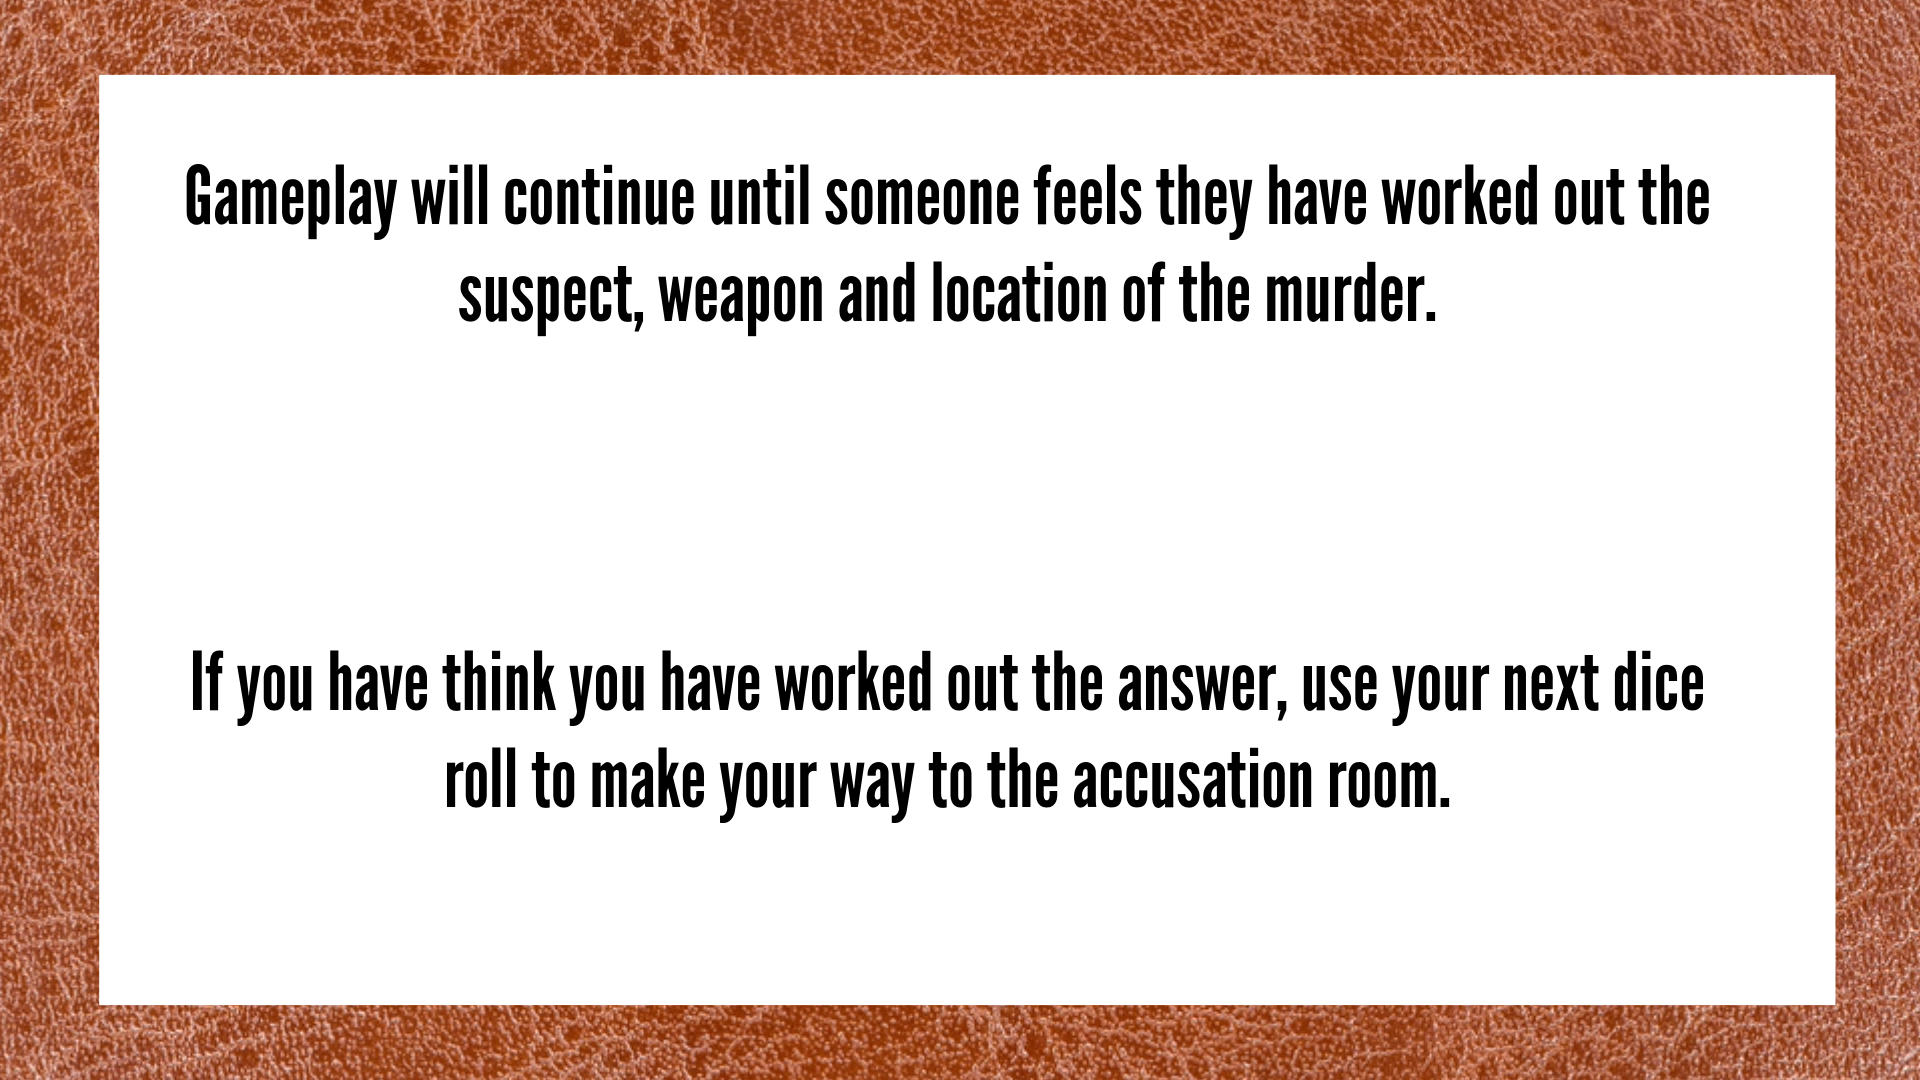 Gameplay will continue until someone feels they have worked out the
suspect, weapon and location of the murder.
If you have think you have worked out the answer, use your next dice
roll to make your way to the accusation room.